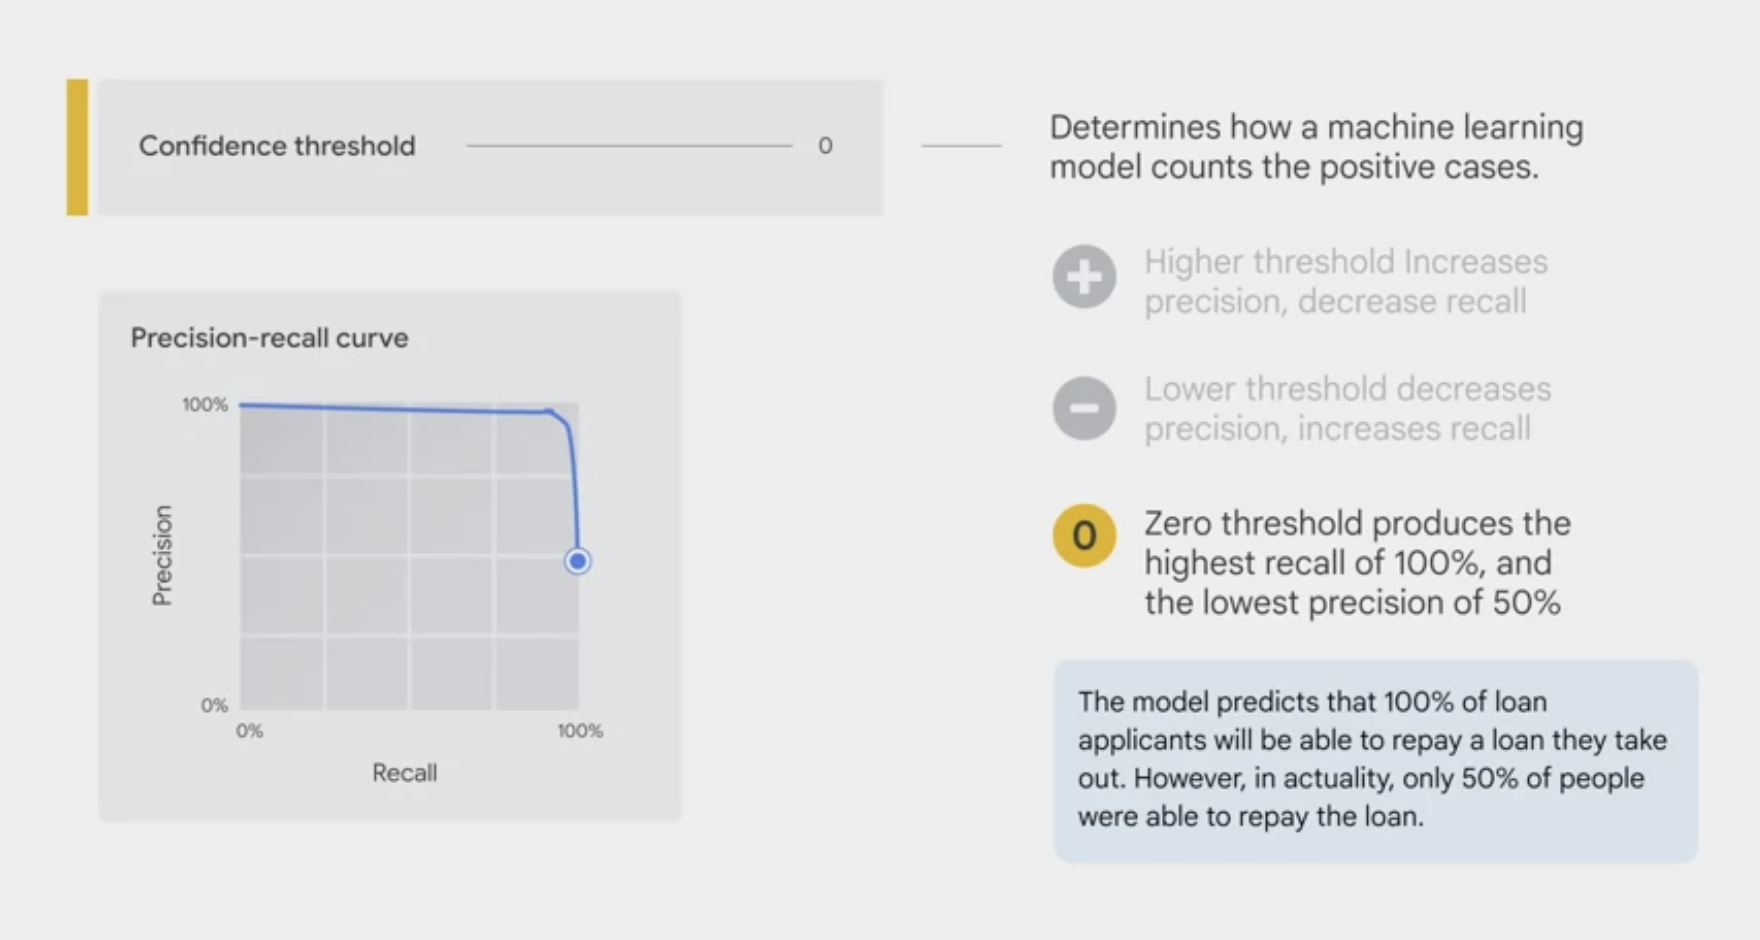 Confidence threshold
0
Determines how a machine learning
model counts the positive cases.
Higher threshold Increases
precision, decrease recall
Lower threshold decreases
precision, increases recall
0
Zero threshold produces the
highest recall of 100%, and
the lowest precision of 50%
The model predicts that 100% of loan
applicants will be able to repay a loan they take
out. However, in actuality, only 50% of people
were able to repay the loan.
Precision-recall curve
100%
Precision
0%
0%
100%
Recall